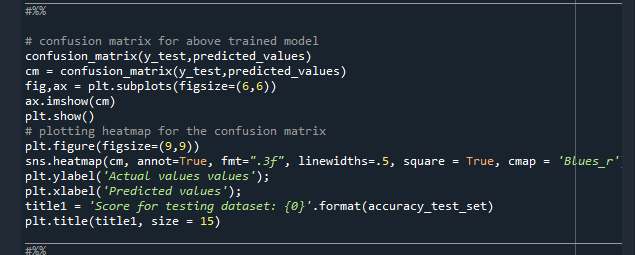 #%%
# confusion matrix for above trained model
confusion_matrix(y_test,predicted_values)
cm = confusion_matrix(y_test,predicted_values)
fig,ax = plt.subplots(figsize=(6,6))
ax.imshow(cm)
plt.show()
# plotting heatmap for the confusion matrix
plt.figure(figsize=(9,9))
sns.heatmap(cm, annot=True, fmt=".3f", linewidths=.5, square = True, cmap = 'Blues_r'
plt.ylabel('Actual values values');
plt.xlabel('Predicted values');
title1 = 'Score for testing dataset: {0}'.format(accuracy_test_set)
plt.title(title1, size = 15)
#%%